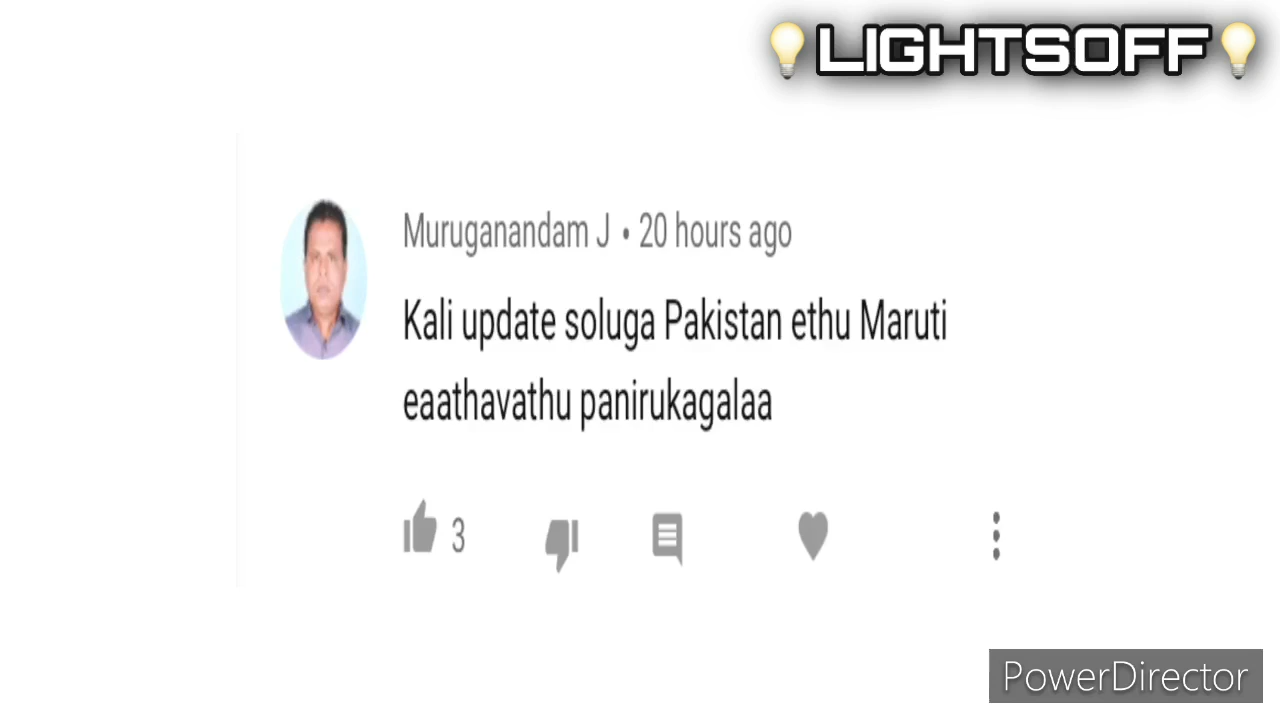 💡LIGHTSOFF💡
Muruganandam J • 20 hours ago
Kali update soluga Pakistan ethu Maruti
eaathavathu panirukagalaa
3
PowerDirector